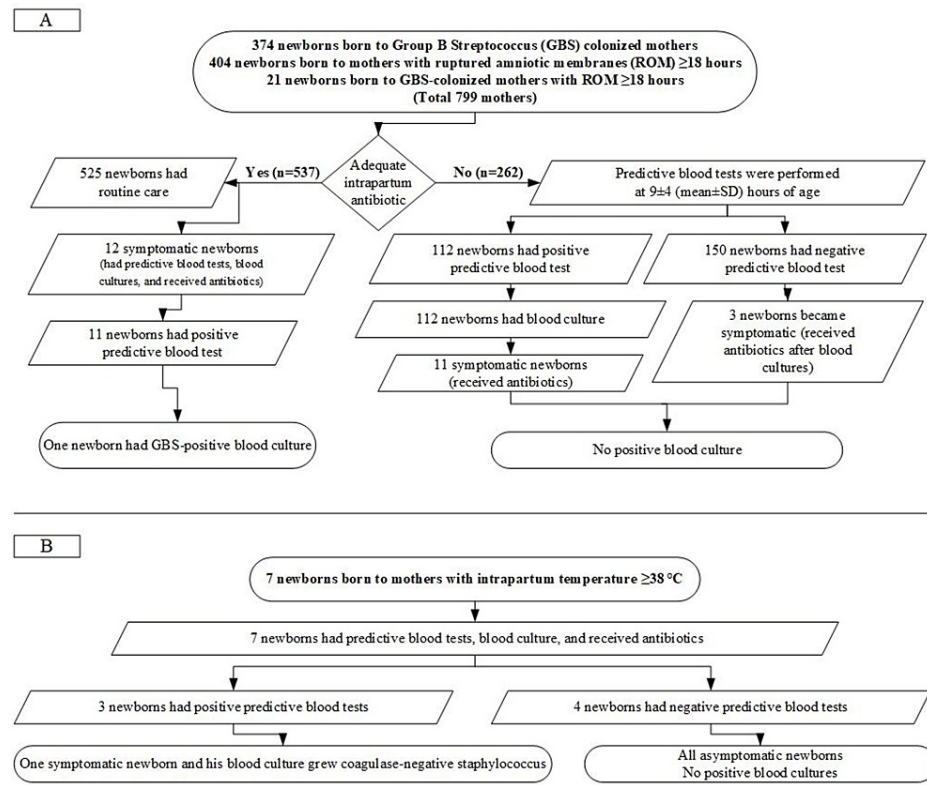 A
374 newborns born to Group B Streptococcus (GBS) colonized mothers
404 newborns born to mothers with ruptured amniotic membranes (ROM) ≥18 hours
21 newborns born to GBS-colonized mothers with ROM ≥18 hours
(Total 799 mothers)
Adequate
intrapartum
antibiotic
Yes (n=537)
525 newborns had
routine care
12 symptomatic newborns
(had predictive blood tests, blood
cultures, and received antibiotics)
11 newborns had positive
predictive blood test
One newborn had GBS-positive blood culture
No (n=262)
Predictive blood tests were performed
at 9±4 (mean±SD) hours of age
112 newborns had positive
predictive blood test
150 newborns had negative
predictive blood test
112 newborns had blood culture
3 newborns became
symptomatic (received
antibiotics after blood
cultures)
11 symptomatic newborns
(received antibiotics)
No positive blood culture
B
7 newborns born to mothers with intrapartum temperature ≥38 °C
7 newborns had predictive blood tests, blood culture, and received antibiotics
3 newborns had positive predictive blood tests
4 newborns had negative predictive blood tests
One symptomatic newborn and his blood culture grew coagulase-negative staphylococcus
All asymptomatic newborns
No positive blood cultures